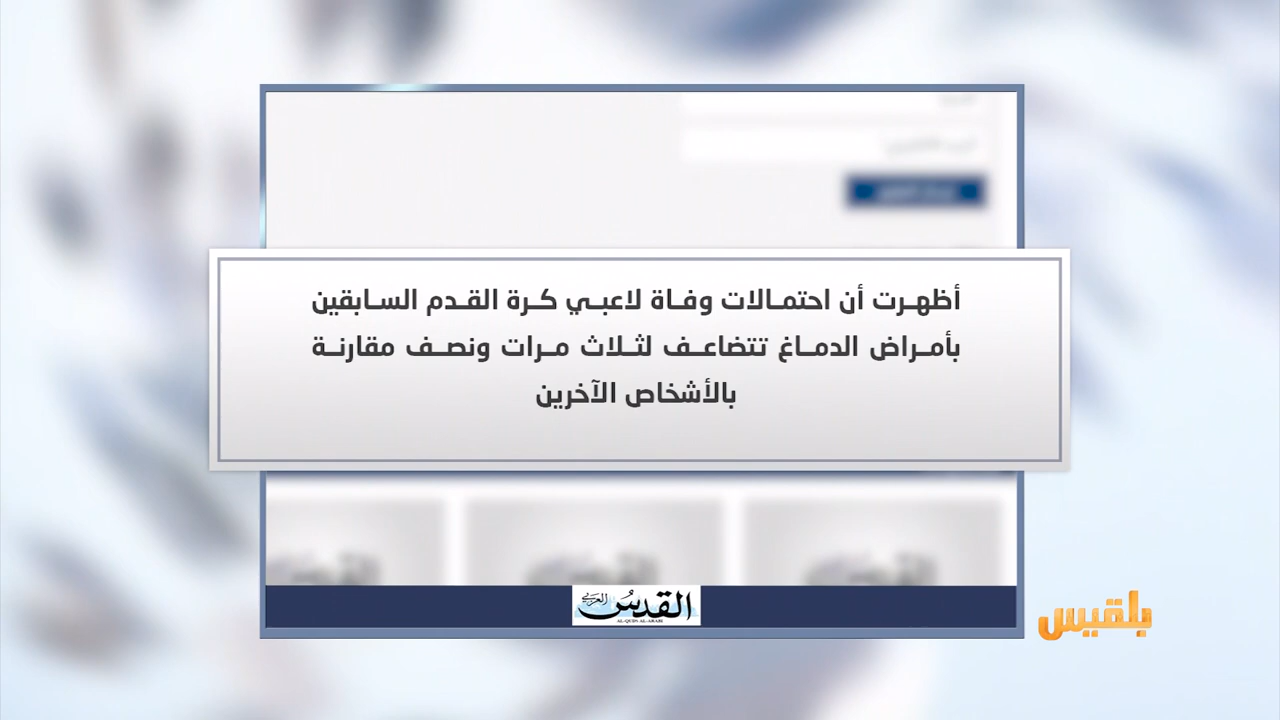 أظهرت أن احتمالات وفاة لاعبي كرة القدم السابقين
بأمراض الدماغ تتضاعف لثلاث مرات ونصف مقارنة
بالأشخاص الآخرين
القدس العربي
AL-QUDS AL-ARABI
بلقيس